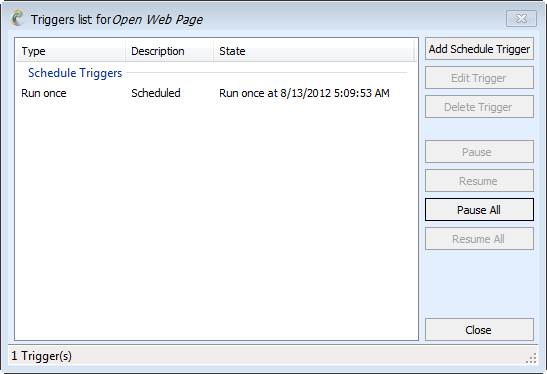 Triggers list for Open Web Page
Type Description State
Schedule Triggers
Run once Scheduled Run once at 8/13/2012 5:09:53 AM
Add Schedule Trigger
Edit Trigger
Delete Trigger
Pause
Resume
Pause All
Resume All
Close
1 Trigger(s)